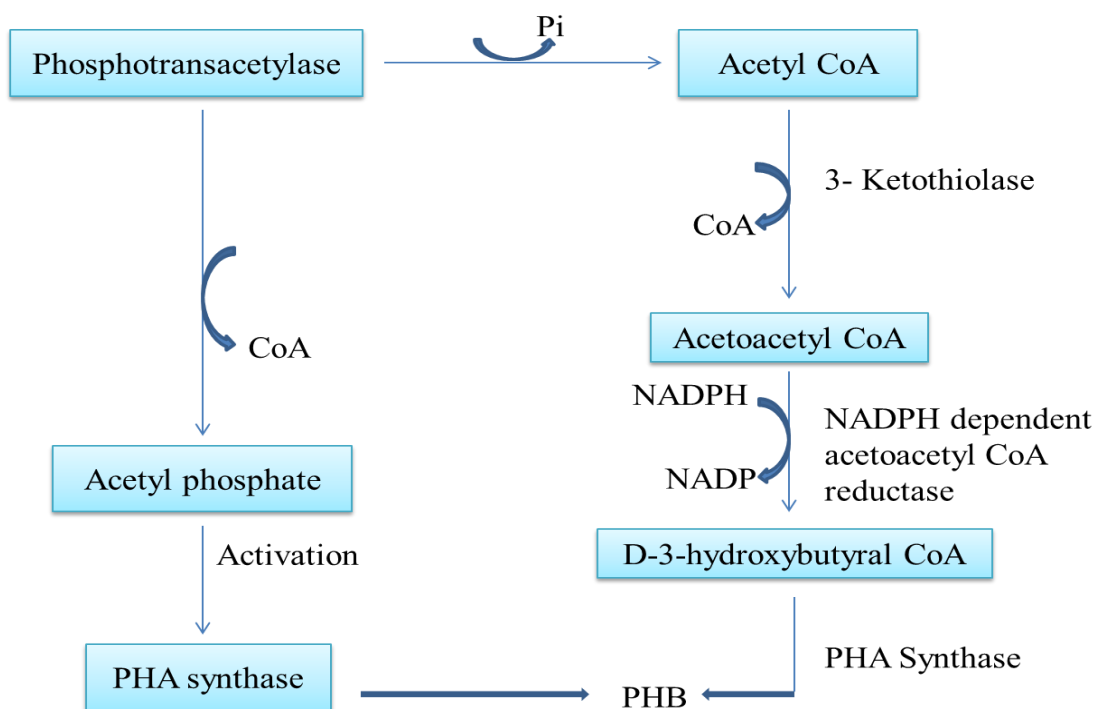 Pi
Phosphotransacetylase
Acetyl CoA
3- Ketothiolase
CoA
CoA
Acetoacetyl CoA
NADPH
NADPH dependent
acetoacetyl CoA
reductase
NADP
Acetyl phosphate
Activation
D-3-hydroxybutyral CoA
PHA synthase
PHA Synthase
PHB